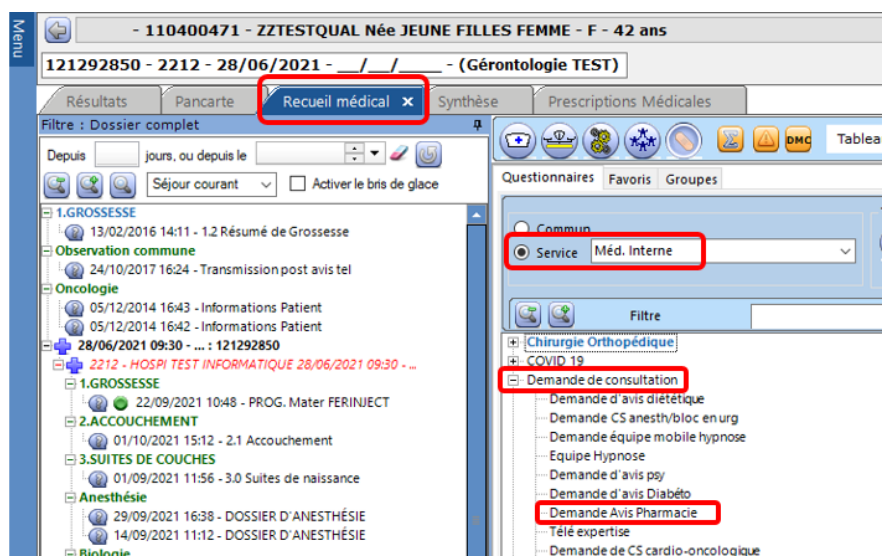 Menu
- 110400471 - ZZTESTQUAL Née JEUNE FILLES FEMME - F - 42 ans
121292850 - 2212 - 28/06/2021 - __/__/____ - (Gérontologie TEST)
Résultats Pancarte Recueil médical × Synthèse Prescriptions Médicales
Filtre : Dossier complet
Depuis jours, ou depuis le
Séjour courant Activer le bris de glace
1.GROSSESSE
13/02/2016 14:11 - 1.2 Résumé de Grossesse
Observation commune
24/10/2017 16:24 - Transmission post avis tel
Oncologie
05/12/2014 16:43 - Informations Patient
05/12/2014 16:42 - Informations Patient
28/06/2021 09:30 - ... : 121292850
2212 - HOSPI TEST INFORMATIQUE 28/06/2021 09:30 - ...
1.GROSSESSE
22/09/2021 10:48 - PROG. Mater FERINJECT
2.ACCOUCHEMENT
01/10/2021 15:12 - 2.1 Accouchement
3.SUITES DE COUCHES
01/09/2021 11:56 - 3.0 Suites de naissance
Anesthésie
29/09/2021 16:38 - DOSSIER D'ANESTHÉSIE
14/09/2021 11:12 - DOSSIER D'ANESTHÉSIE
Biologie
Σ DMC Tablea
Questionnaires Favoris Groupes
Commun
Service Méd. Interne
Filtre
Chirurgie Orthopédique
COVID 19
Demande de consultation
Demande d'avis diététique
Demande CS anesth/bloc en urg
Demande équipe mobile hypnose
Equipe Hypnose
Demande d'avis psy
Demande d'avis Diabéto
Demande Avis Pharmacie
Télé expertise
Demande de CS cardio-oncologique